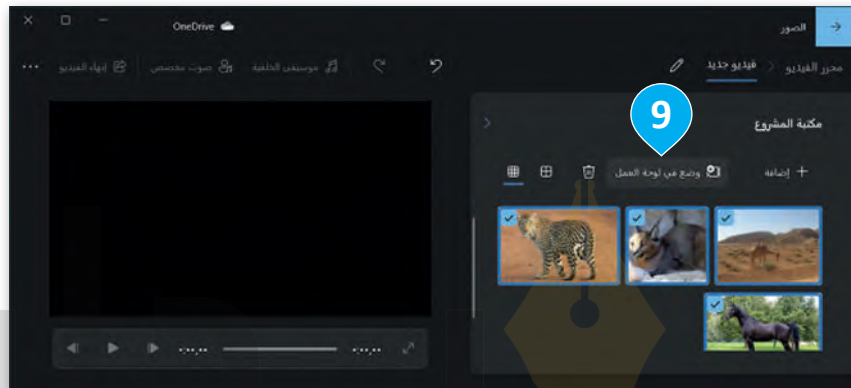 الصور
OneDrive
محرر الفيديو > فيديو جديد
موسيقى الخلفية
صوت مخصص
إنهاء الفيديو
...
9
مكتبة المشروع
+ إضافة
وضع في لوحة العمل